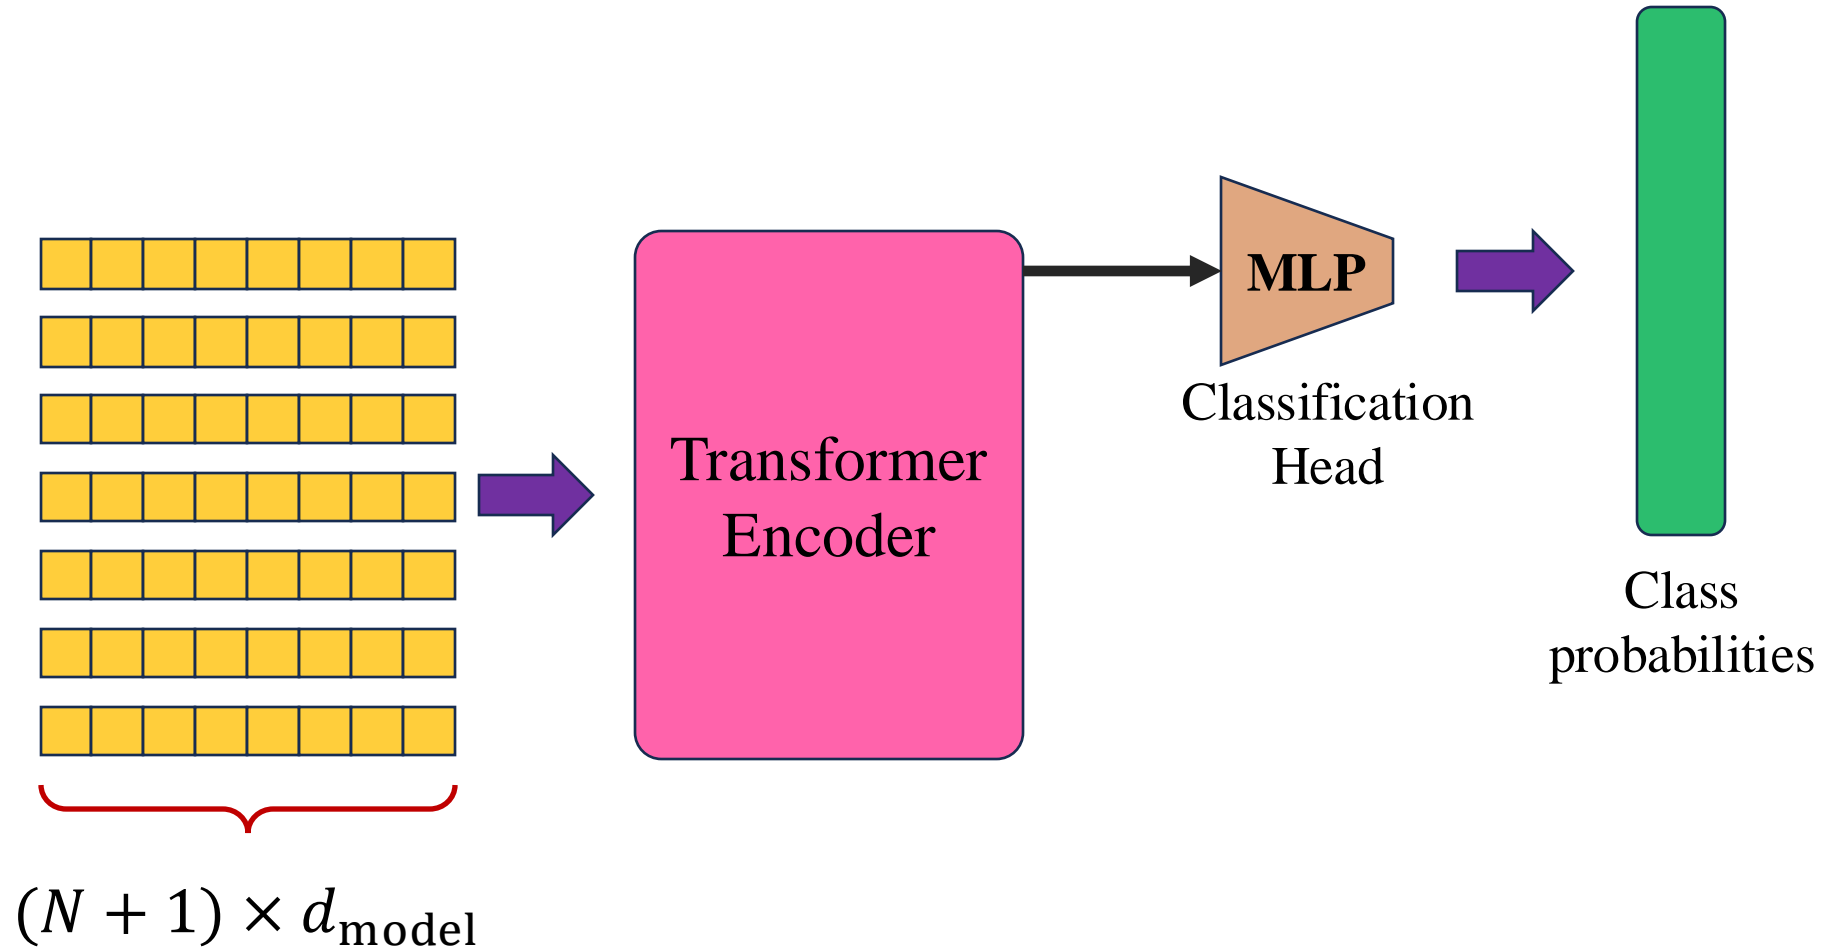 MLP
Classification
Head
Transformer
Encoder
Class
probabilities
(N + 1) × d_model